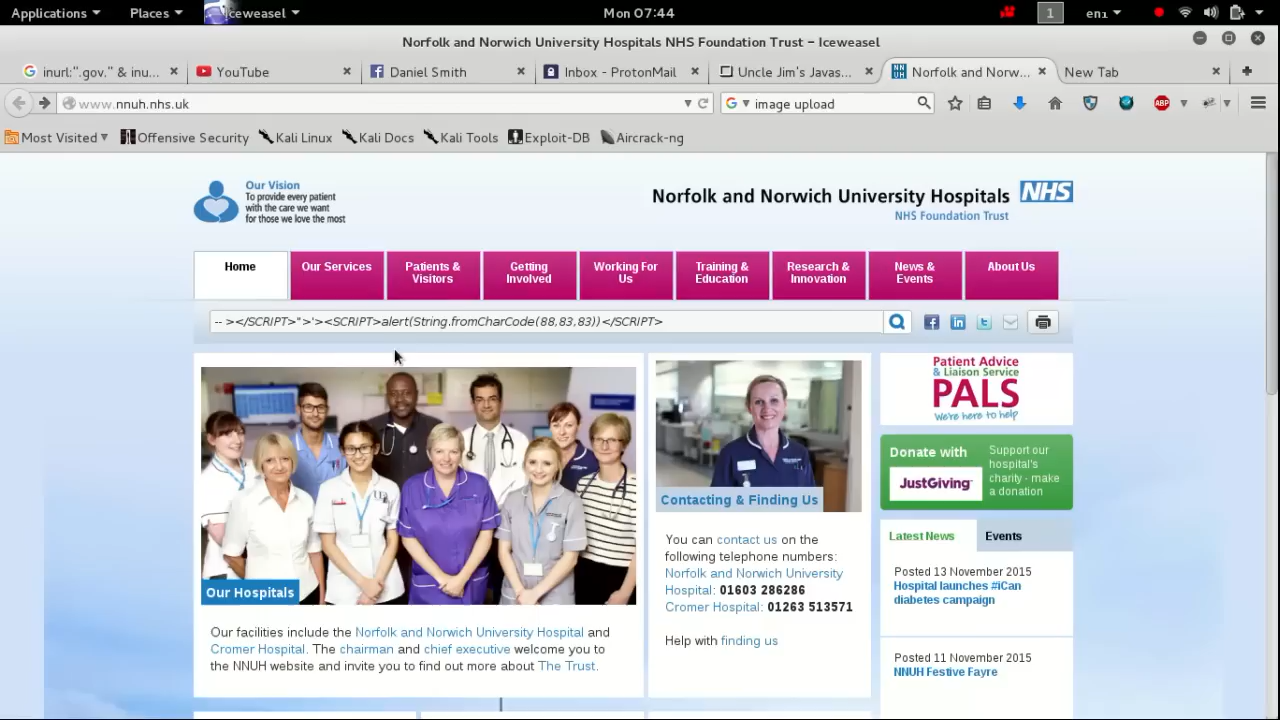 Applications Places Iceweasel Mon 07:44 1 en1
Norfolk and Norwich University Hospitals NHS Foundation Trust – Iceweasel
inurl:".gov." & inu... YouTube Daniel Smith Inbox - ProtonMail Uncle Jim's Javas... Norfolk and Norw... New Tab
www.nnuh.nhs.uk image upload ABP
Most Visited Offensive Security Kali Linux Kali Docs Kali Tools Exploit-DB Aircrack-ng
Our Vision
To provide every patient
with the care we want
for those we love the most
Norfolk and Norwich University Hospitals NHS
NHS Foundation Trust
Home
Our Services
Patients &
Visitors
Getting
Involved
Working For
Us
Training &
Education
Research &
Innovation
News &
Events
About Us
-- ></SCRIPT>">'><SCRIPT>alert(String.fromCharCode(88,83,83))</SCRIPT>
Our Hospitals
Our facilities include the Norfolk and Norwich University Hospital and
Cromer Hospital. The chairman and chief executive welcome you to
the NNUH website and invite you to find out more about The Trust.
Contacting & Finding Us
You can contact us on the
following telephone numbers:
Norfolk and Norwich University
Hospital: 01603 286286
Cromer Hospital: 01263 513571
Help with finding us
Patient Advice
& Liaison Service
PALS
We're here to help
Donate with
JustGiving
Support our
hospital's
charity - make
a donation
Latest News Events
Posted 13 November 2015
Hospital launches #iCan
diabetes campaign
Posted 11 November 2015
NNUH Festive Fayre